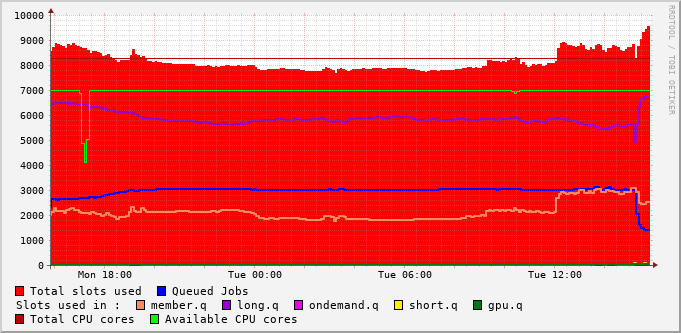 10000
9000
8000
7000
6000
5000
4000
3000
2000
1000
0
Mon 18:00 Tue 00:00 Tue 06:00 Tue 12:00
Total slots used Queued Jobs
Slots used in : member.q long.q ondemand.q short.q gpu.q
Total CPU cores Available CPU cores
RRDTOOL / TOBI OETIKER